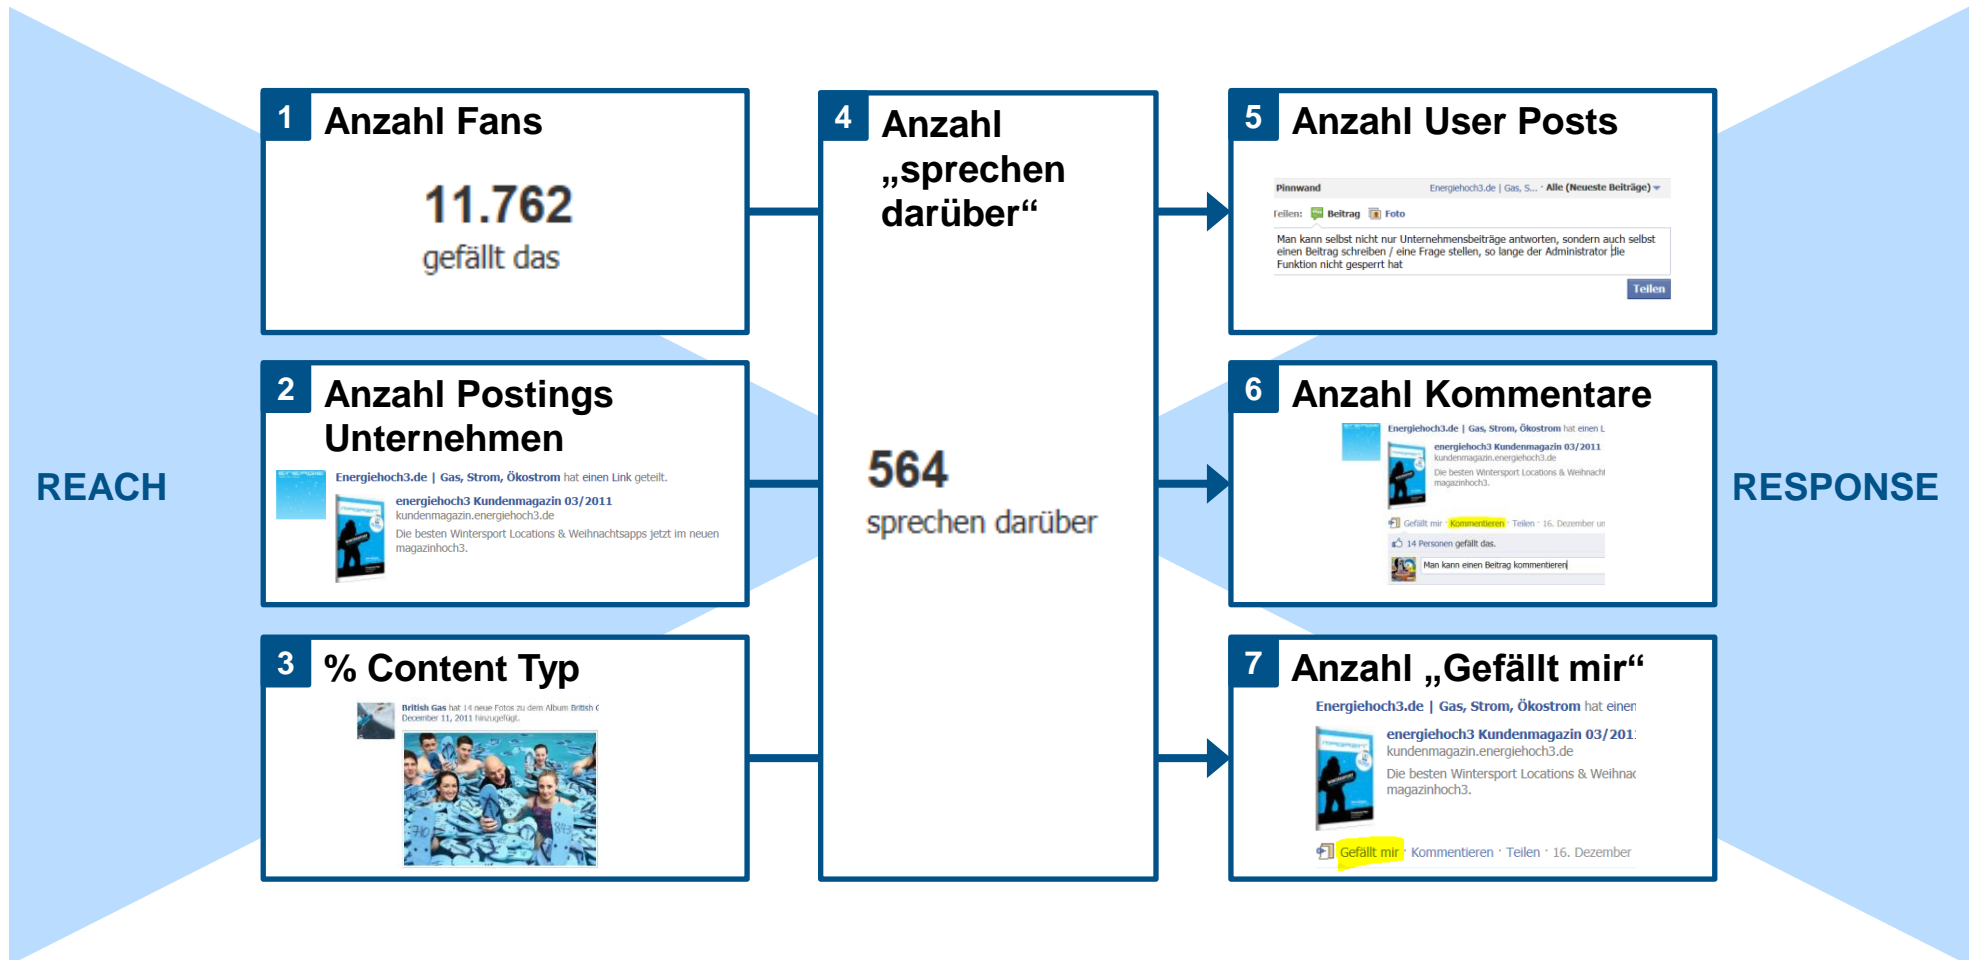 REACH
1
Anzahl Fans
11.762
gefällt das
2
Anzahl Postings
Unternehmen
Energiehoch3.de | Gas, Strom, Ökostrom hat einen Link geteilt.
energiehoch3 Kundenmagazin 03/2011
kundenmagazin.energiehoch3.de
Die besten Wintersport Locations & Weihnachtsapps jetzt im neuen
magazinhoch3.
3
% Content Typ
British Gas hat 14 neue Fotos zu dem Album British G
December 11, 2011 hinzugefügt.
710
843
4
Anzahl
„sprechen
darüber“
564
sprechen darüber
5
Anzahl User Posts
Pinnwand
Energiehoch3.de | Gas, S... · Alle (Neueste Beiträge)
Teilen: Beitrag Foto
Man kann selbst nicht nur Unternehmensbeiträge antworten, sondern auch selbst
einen Beitrag schreiben / eine Frage stellen, so lange der Administrator die
Funktion nicht gesperrt hat
Teilen
6
Anzahl Kommentare
Energiehoch3.de | Gas, Strom, Ökostrom hat einen L
energiehoch3 Kundenmagazin 03/2011
kundenmagazin.energiehoch3.de
Die besten Wintersport Locations & Weihnacht
magazinhoch3.
Gefällt mir · Kommentieren · Teilen · 16. Dezember um
14 Personen gefällt das.
Man kann einen Beitrag kommentieren
7
Anzahl „Gefällt mir“
Energiehoch3.de | Gas, Strom, Ökostrom hat einen
energiehoch3 Kundenmagazin 03/201
kundenmagazin.energiehoch3.de
Die besten Wintersport Locations & Weihnac
magazinhoch3.
Gefällt mir · Kommentieren · Teilen · 16. Dezember
RESPONSE